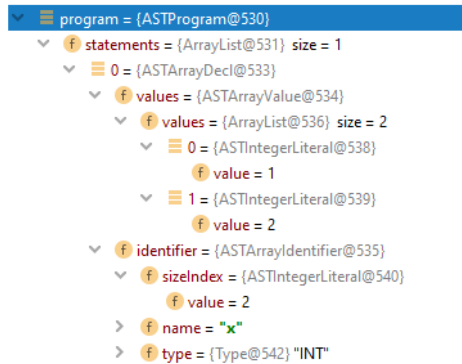 program = {ASTProgram@530}
f statements = {ArrayList@531} size = 1
0 = {ASTArrayDecl@533}
f values = {ASTArrayValue@534}
f values = {ArrayList@536} size = 2
0 = {ASTIntegerLiteral@538}
f value = 1
1 = {ASTIntegerLiteral@539}
f value = 2
f identifier = {ASTArrayIdentifier@535}
f sizeIndex = {ASTIntegerLiteral@540}
f value = 2
f name = "x"
f type = {Type@542} "INT"